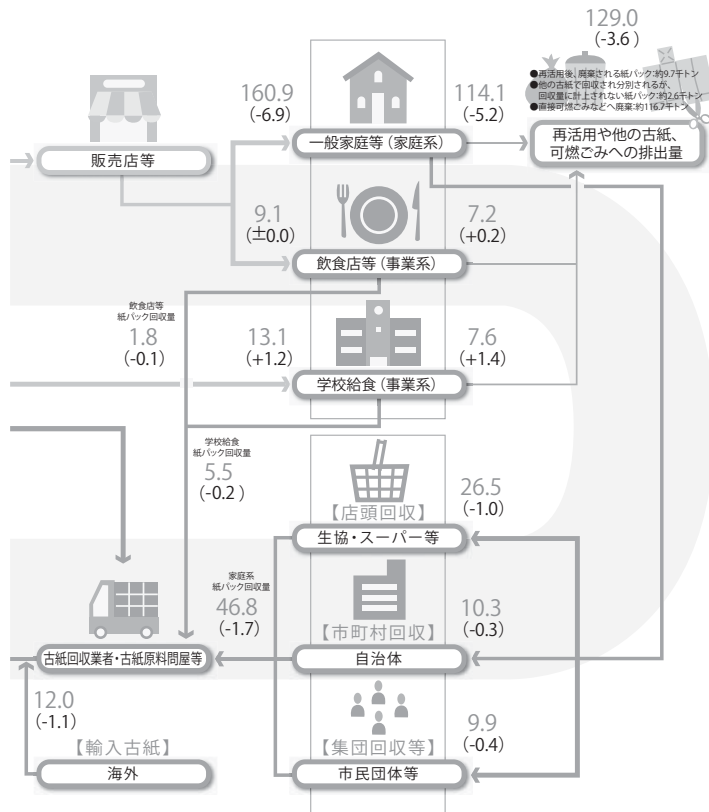 129.0
(-3.6 )
●再活用後、廃棄される紙パック:約9.7千トン
●他の古紙で回収され分別されるが、
回収量に計上されない紙パック:約2.6千トン
●直接可燃ごみなどへ廃棄:約116.7千トン
再活用や他の古紙、
可燃ごみへの排出量
販売店等
160.9
(-6.9)
一般家庭等(家庭系)
114.1
(-5.2)
9.1
(±0.0)
飲食店等(事業系)
7.2
(+0.2)
飲食店等
紙パック回収量
1.8
(-0.1)
13.1
(+1.2)
学校給食(事業系)
7.6
(+1.4)
学校給食
紙パック回収量
5.5
(-0.2 )
【店頭回収】
生協・スーパー等
26.5
(-1.0)
家庭系
紙パック回収量
46.8
(-1.7)
【市町村回収】
自治体
10.3
(-0.3)
古紙回収業者・古紙原料問屋等
12.0
(-1.1)
【輸入古紙】
海外
【集団回収等】
市民団体等
9.9
(-0.4)